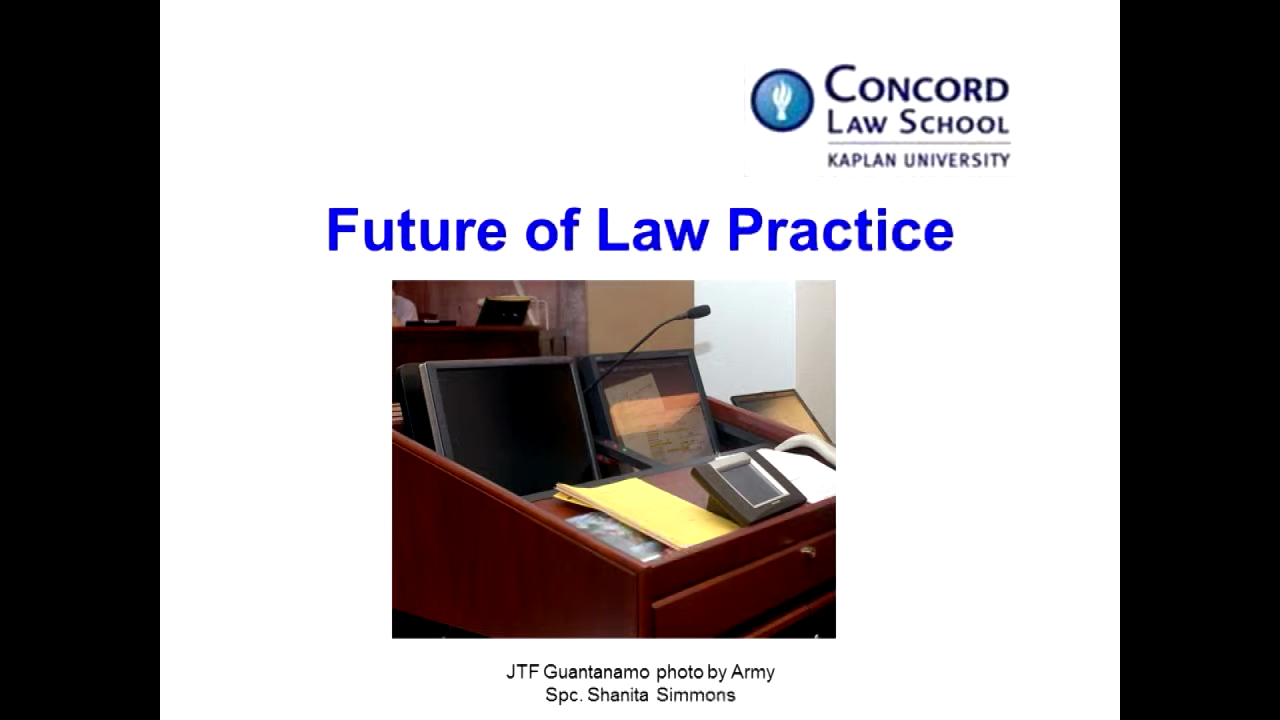 CONCORD
LAW SCHOOL
KAPLAN UNIVERSITY
Future of Law Practice
JTF Guantanamo photo by Army
Spc. Shanita Simmons